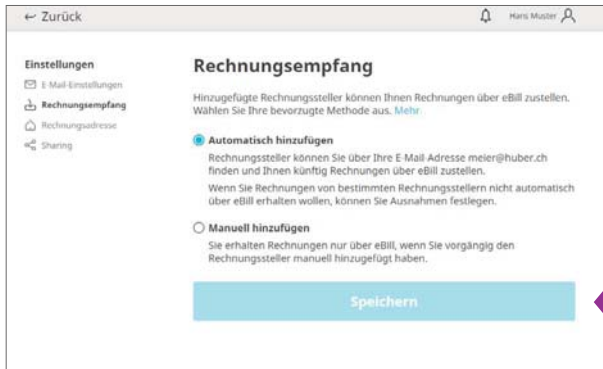 ← Zurück
Hans Muster
Einstellungen
E-Mail-Einstellungen
Rechnungsempfang
Rechnungsadresse
Sharing
Rechnungsempfang
Hinzugefügte Rechnungssteller können Ihnen Rechnungen über eBill zustellen.
Wählen Sie Ihre bevorzugte Methode aus. Mehr
Automatisch hinzufügen
Rechnungssteller können Sie über Ihre E-Mail-Adresse meier@huber.ch
finden und Ihnen künftig Rechnungen über eBill zustellen.
Wenn Sie Rechnungen von bestimmten Rechnungsstellern nicht automatisch
über eBill erhalten wollen, können Sie Ausnahmen festlegen.
Manuell hinzufügen
Sie erhalten Rechnungen nur über eBill, wenn Sie vorgängig den
Rechnungssteller manuell hinzugefügt haben.
Speichern